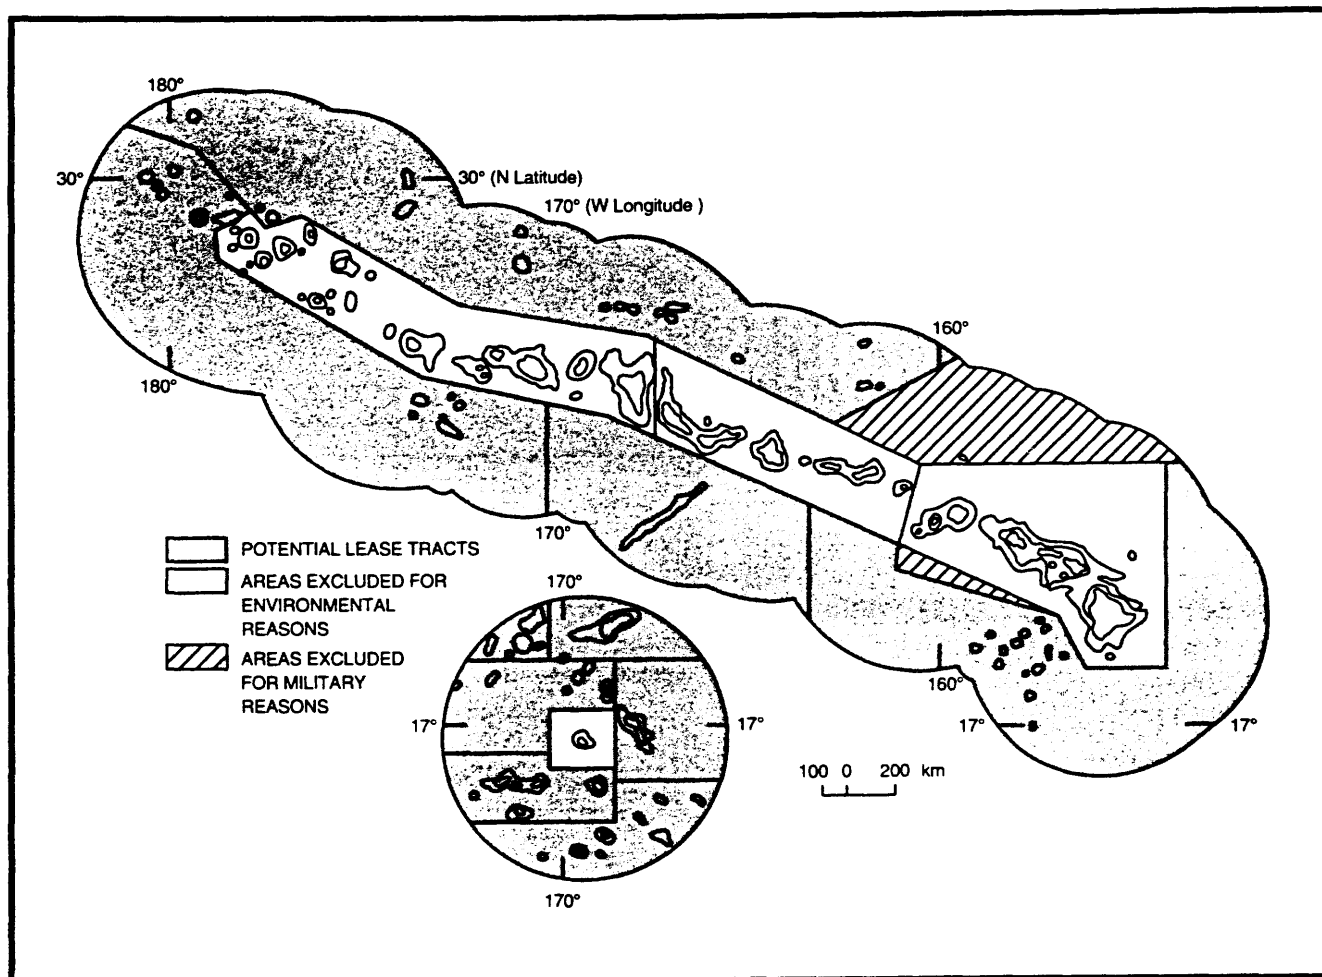 180°
30°
30° (N Latitude)
170° (W Longitude )
160°
180°
170°
160°
POTENTIAL LEASE TRACTS
AREAS EXCLUDED FOR
ENVIRONMENTAL
REASONS
AREAS EXCLUDED
FOR MILITARY
REASONS
170°
17°
17°
170°
17°
17°
100 0 200 km